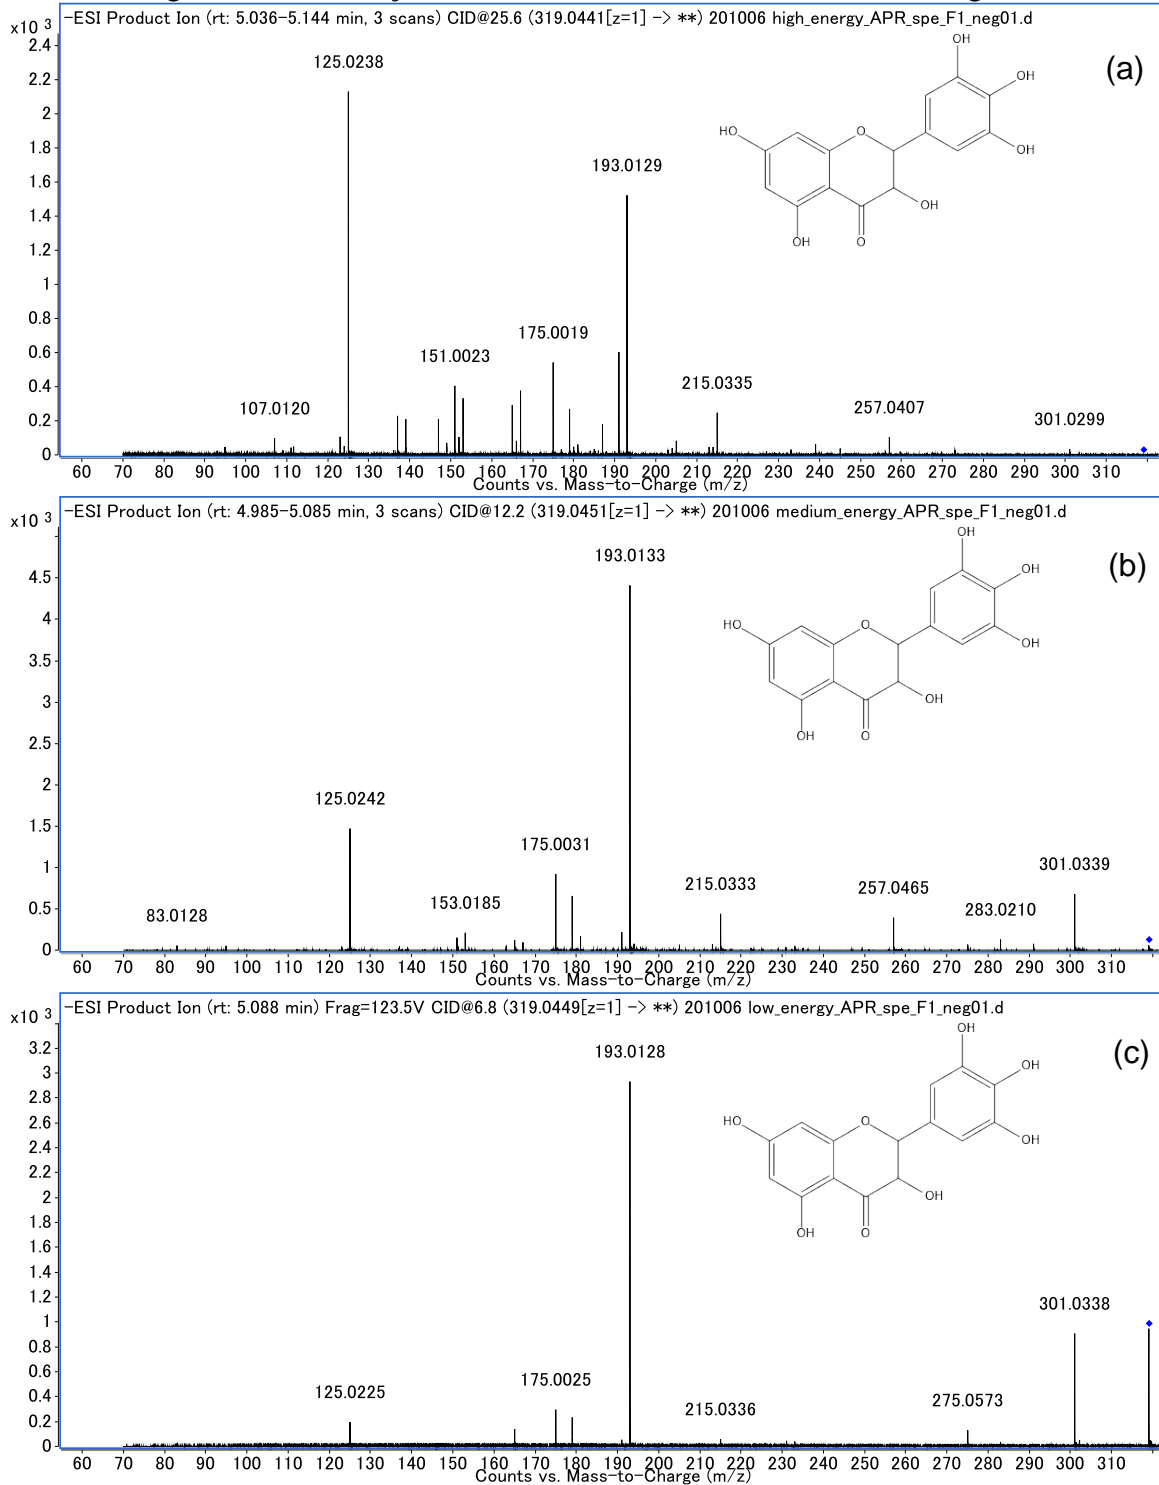 -ESI Product Ion (rt: 5.036-5.144 min, 3 scans) CID@25.6 (319.0441[z=1] -> **) 201006 high_energy_APR_spe_F1_neg01.d
x10 3
(a)
2.4
2.2
2
1.8
1.6
1.4
1.2
1
0.8
0.6
0.4
0.2
0
125.0238
193.0129
175.0019
151.0023
215.0335
107.0120
257.0407
301.0299
OH
OH
HO
O
OH
OH
OH
O
60 70 80 90 100 110 120 130 140 150 160 170 180 190 200 210 220 230 240 250 260 270 280 290 300 310
Counts vs. Mass-to-Charge (m/z)
-ESI Product Ion (rt: 4.985-5.085 min, 3 scans) CID@12.2 (319.0451[z=1] -> **) 201006 medium_energy_APR_spe_F1_neg01.d
x10 3
(b)
4.5
4
3.5
3
2.5
2
1.5
1
0.5
0
193.0133
125.0242
175.0031
215.0333
257.0465
301.0339
153.0185
283.0210
83.0128
OH
OH
HO
O
OH
OH
OH
O
60 70 80 90 100 110 120 130 140 150 160 170 180 190 200 210 220 230 240 250 260 270 280 290 300 310
Counts vs. Mass-to-Charge (m/z)
-ESI Product Ion (rt: 5.088 min) Frag=123.5V CID@6.8 (319.0449[z=1] -> **) 201006 low_energy_APR_spe_F1_neg01.d
x10 3
(c)
3.2
3
2.8
2.6
2.4
2.2
2
1.8
1.6
1.4
1.2
1
0.8
0.6
0.4
0.2
0
193.0128
301.0338
125.0225
175.0025
215.0336
275.0573
OH
OH
HO
O
OH
OH
OH
O
60 70 80 90 100 110 120 130 140 150 160 170 180 190 200 210 220 230 240 250 260 270 280 290 300 310
Counts vs. Mass-to-Charge (m/z)